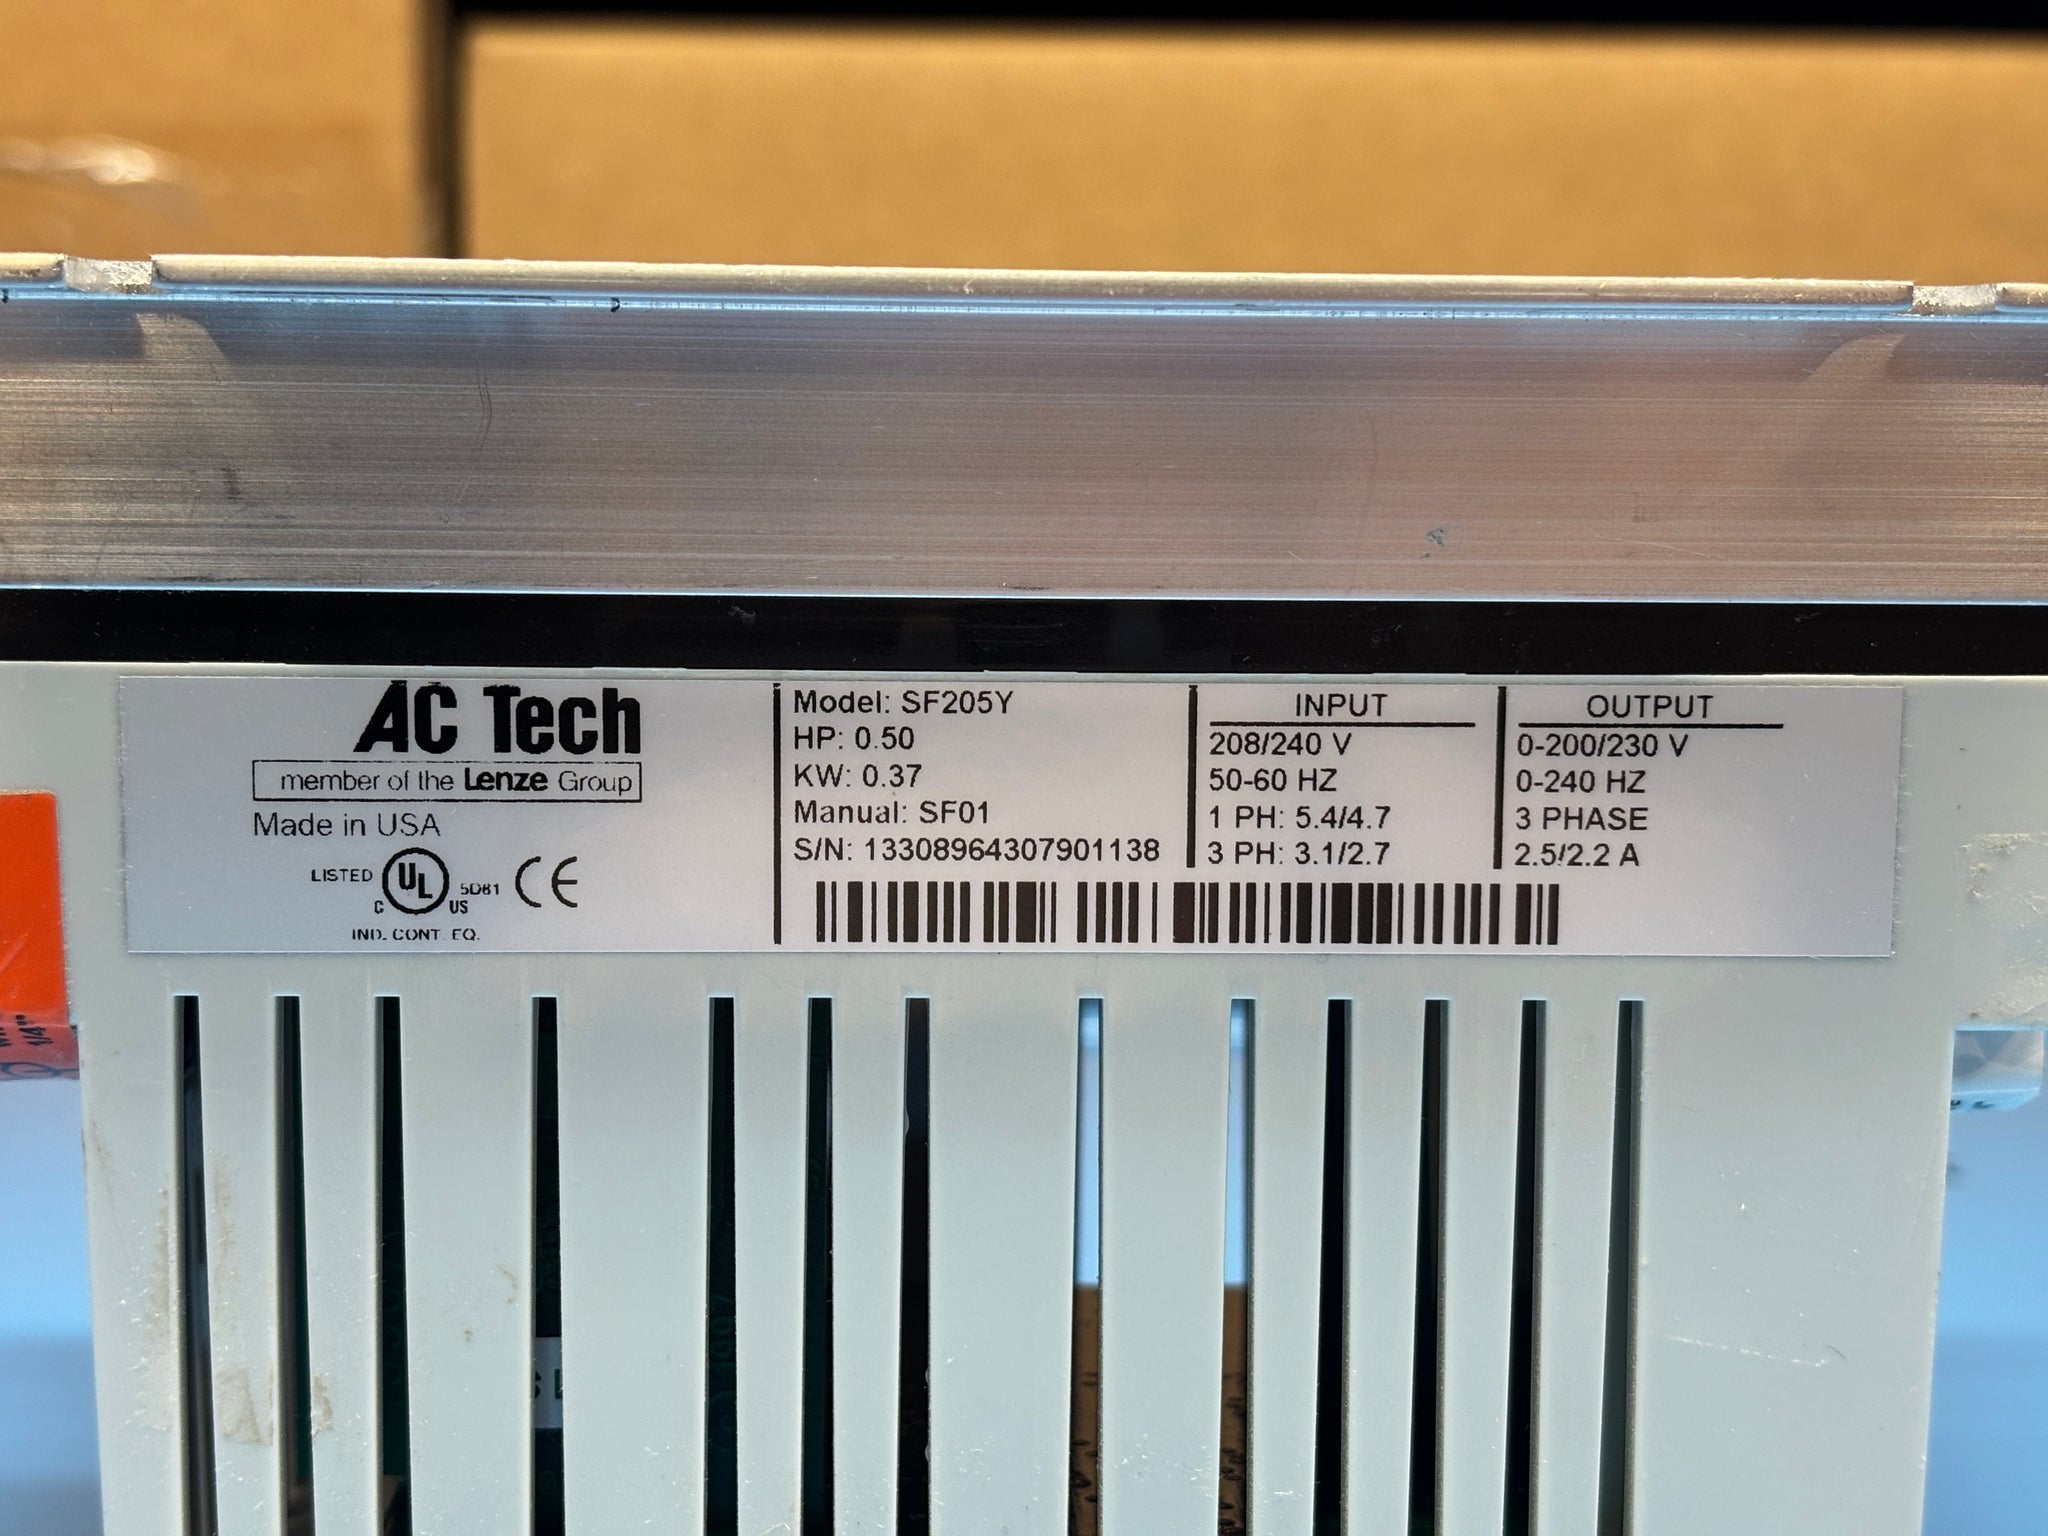 AC Tech
member of the Lenze Group
Made in USA
LISTED
UL
5D81
C
US
CE
IND. CONT. EQ.
Model: SF205Y
HP: 0.50
KW: 0.37
Manual: SF01
S/N: 13308964307901138
INPUT
208/240 V
50-60 HZ
1 PH: 5.4/4.7
3 PH: 3.1/2.7
OUTPUT
0-200/230 V
0-240 HZ
3 PHASE
2.5/2.2 A
1/4"